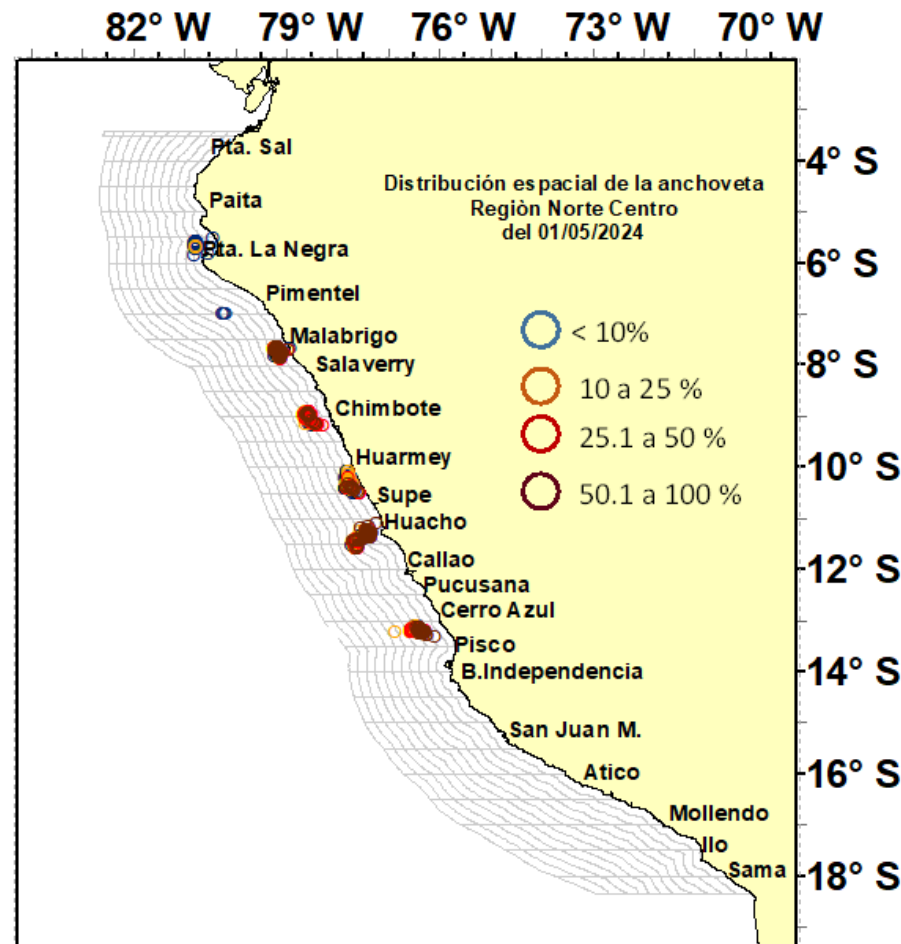 82° W 79° W 76° W 73° W 70° W
Pta. Sal
4° S
Distribución espacial de la anchoveta
Regiòn Norte Centro
del 01/05/2024
Paita
Pta. La Negra
6° S
Pimentel
< 10%
Malabrigo
Salaverry
8° S
10 a 25 %
Chimbote
25.1 a 50 %
Huarmey
10° S
Supe
50.1 a 100 %
Huacho
Callao
12° S
Pucusana
Cerro Azul
Pisco
B.Independencia
14° S
San Juan M.
Atico
16° S
Mollendo
Ilo
Sama
18° S